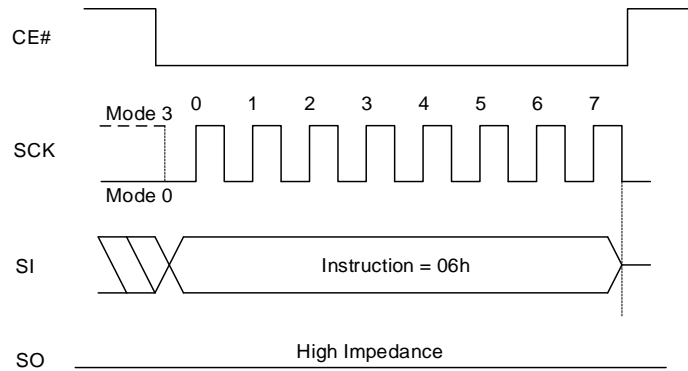 CE#
Mode 3
0 1 2 3 4 5 6 7
SCK
Mode 0
SI
Instruction = 06h
SO
High Impedance